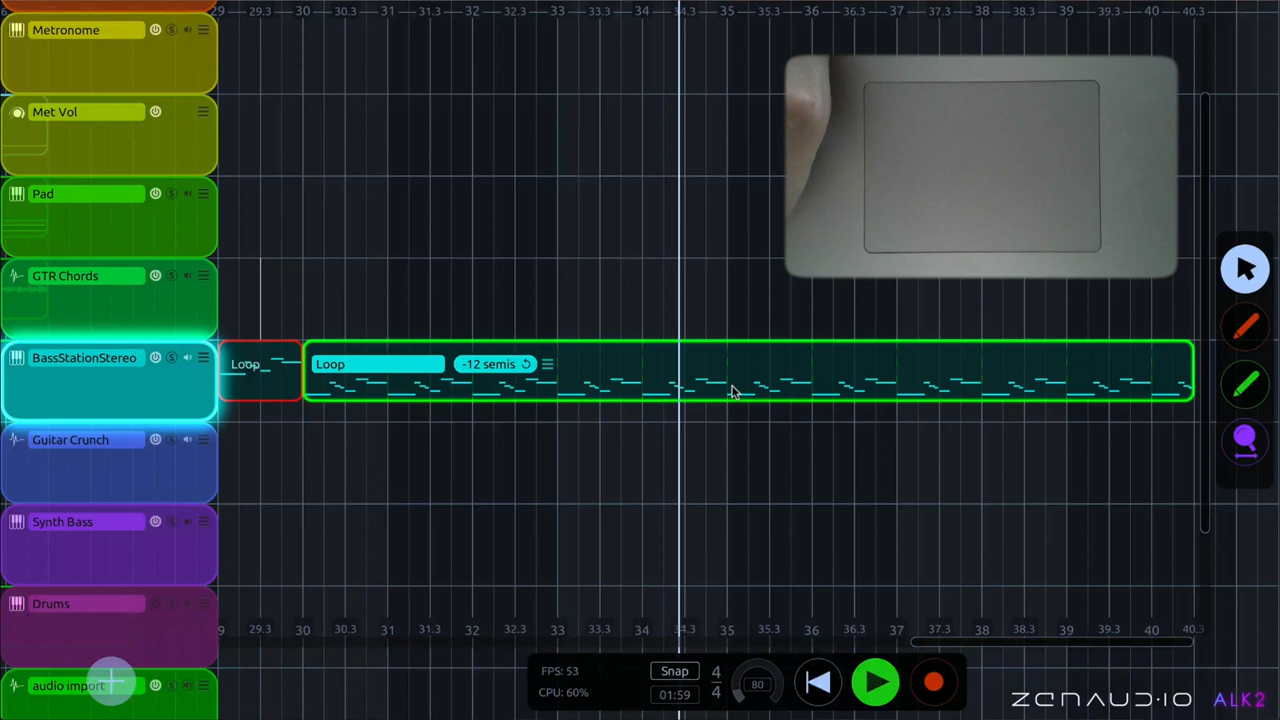 29 29.3 30 30.3 31 31.3 32 32.3 33 33.3 34 34.3 35 35.3 36 36.3 37 37.3 38 38.3 39 39.3 40 40.3
Metronome S
Met Vol
Pad S
GTR Chords S
BassStationStereo S
Loop
Loop -12 semis
Guitar Crunch S
Synth Bass S
Drums
9 29.3 30 30.3 31 31.3 32 32.3 33 33.3 34 34.3 35 35.3 36 36.3 37 37.3 38 38.3 39 39.3 40 40.3
audio import S
FPS: 53
CPU: 60%
Snap
01:59
4
4
80
ZENAUDIO ALK2